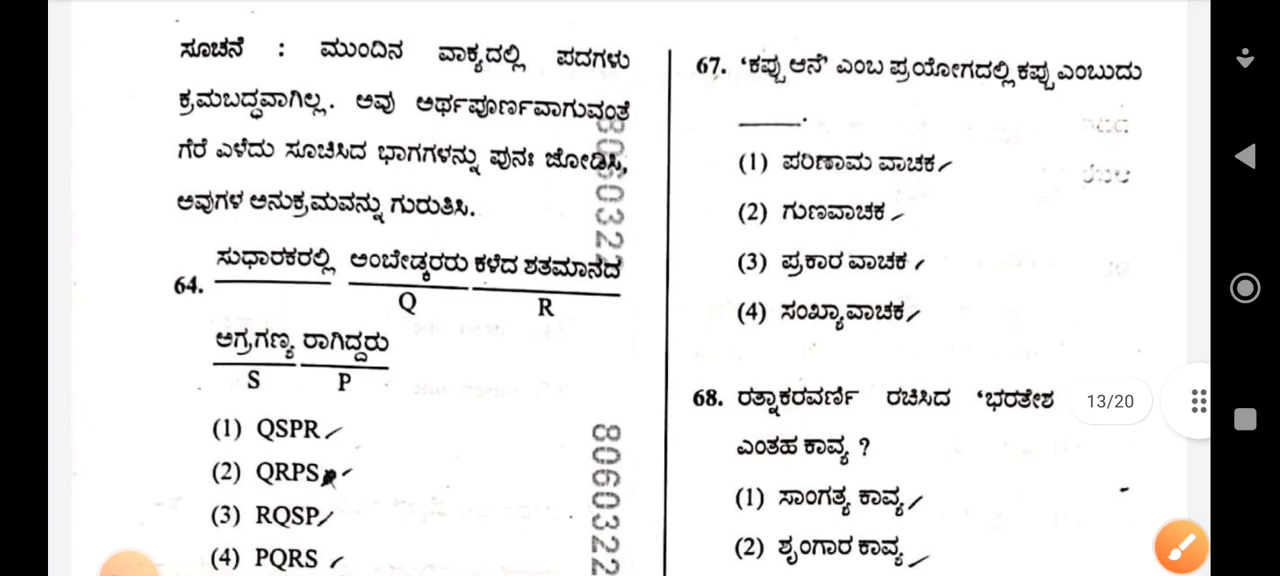 ಸೂಚನೆ : ಮುಂದಿನ ವಾಕ್ಯದಲ್ಲಿ ಪದಗಳು
ಕ್ರಮಬದ್ಧವಾಗಿಲ್ಲ. ಅವು ಅರ್ಥಪೂರ್ಣವಾಗುವಂತೆ
ಗೆರೆ ಎಳೆದು ಸೂಚಿಸಿದ ಭಾಗಗಳನ್ನು ಪುನಃ ಜೋಡಿಸಿ,
ಅವುಗಳ ಅನುಕ್ರಮವನ್ನು ಗುರುತಿಸಿ.
64. ಸುಧಾರಕರಲ್ಲಿ ಅಂಬೇಡ್ಕರರು ಕಳೆದ ಶತಮಾನದ
Q R
ಅಗ್ರಗಣ್ಯ ರಾಗಿದ್ದರು
S P
(1) QSPR
(2) QRPS
(3) RQSP
(4) PQRS
8060322
8060322
67. 'ಕಪ್ಪು ಆನೆ' ಎಂಬ ಪ್ರಯೋಗದಲ್ಲಿ ಕಪ್ಪು ಎಂಬುದು
_____.
(1) ಪರಿಣಾಮ ವಾಚಕ
(2) ಗುಣವಾಚಕ
(3) ಪ್ರಕಾರ ವಾಚಕ
(4) ಸಂಖ್ಯಾವಾಚಕ
68. ರತ್ನಾಕರವರ್ಣಿ ರಚಿಸಿದ 'ಭರತೇಶ
ಎಂತಹ ಕಾವ್ಯ ?
(1) ಸಾಂಗತ್ಯ ಕಾವ್ಯ
(2) ಶೃಂಗಾರ ಕಾವ್ಯ
13/20